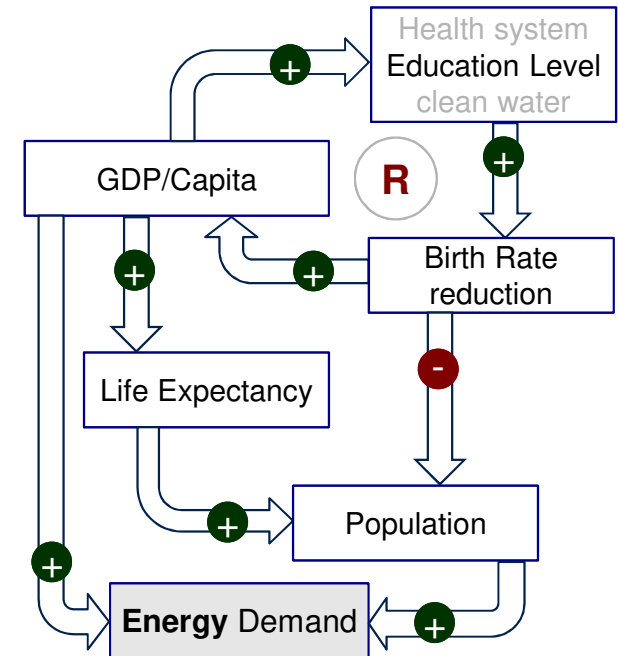 Health system
Education Level
clean water
+
+
GDP/Capita
R
Birth Rate
reduction
+
+
-
Life Expectancy
+
Population
+
Energy Demand
+